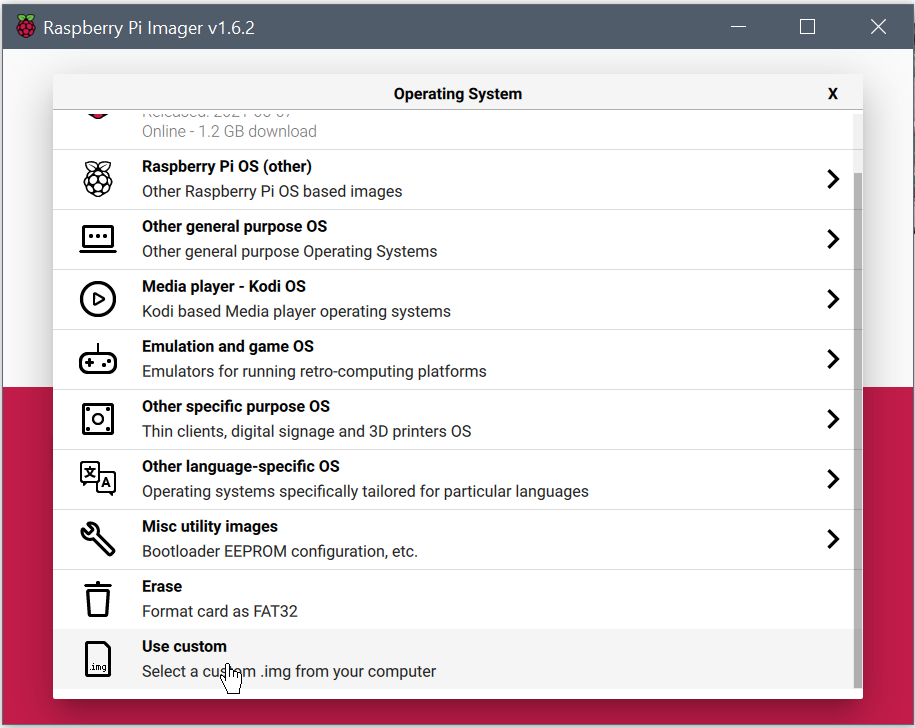 Raspberry Pi Imager v1.6.2
Operating System X
Online - 1.2 GB download
Raspberry Pi OS (other)
Other Raspberry Pi OS based images
Other general purpose OS
Other general purpose Operating Systems
Media player - Kodi OS
Kodi based Media player operating systems
Emulation and game OS
Emulators for running retro-computing platforms
Other specific purpose OS
Thin clients, digital signage and 3D printers OS
Other language-specific OS
Operating systems specifically tailored for particular languages
文 A
Misc utility images
Bootloader EEPROM configuration, etc.
Erase
Format card as FAT32
Use custom
Select a custom .img from your computer
.img